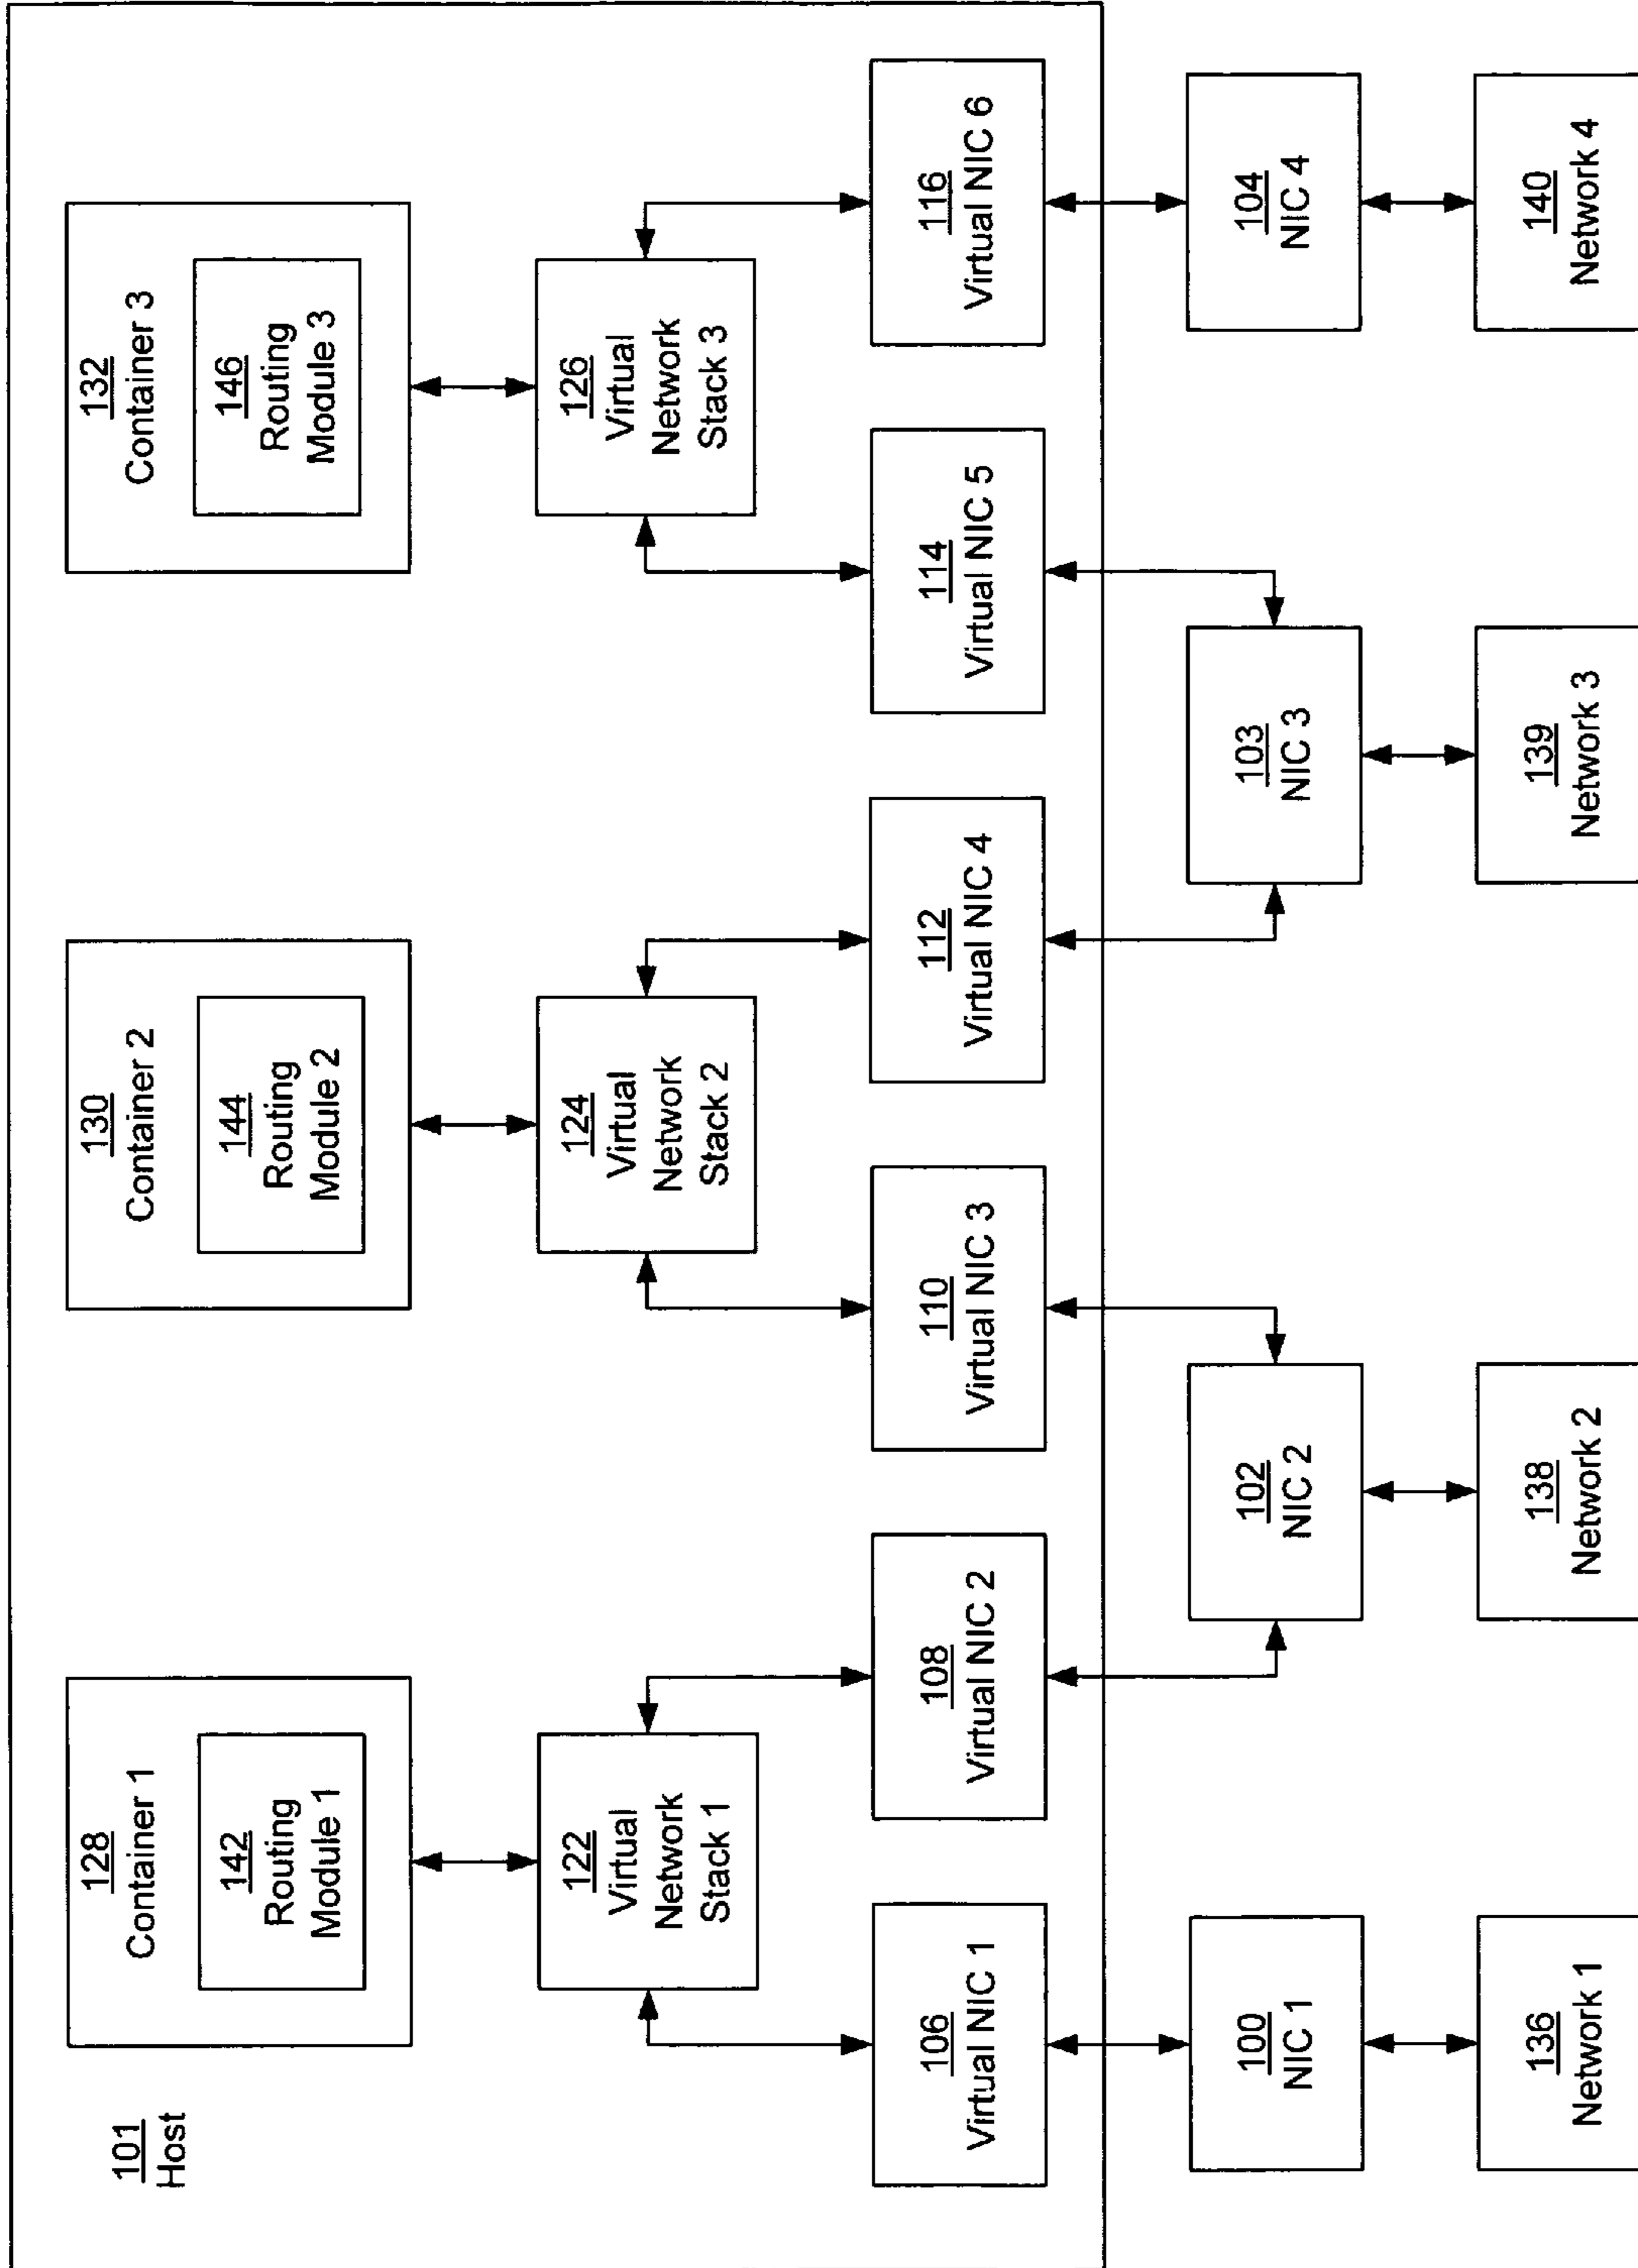 101
Host
128
Container 1
142
Routing
Module 1
130
Container 2
144
Routing
Module 2
132
Container 3
146
Routing
Module 3
122
Virtual
Network
Stack 1
124
Virtual
Network
Stack 2
126
Virtual
Network
Stack 3
106
Virtual NIC 1
108
Virtual NIC 2
110
Virtual NIC 3
112
Virtual NIC 4
114
Virtual NIC 5
116
Virtual NIC 6
100
NIC 1
102
NIC 2
103
NIC 3
104
NIC 4
136
Network 1
138
Network 2
139
Network 3
140
Network 4